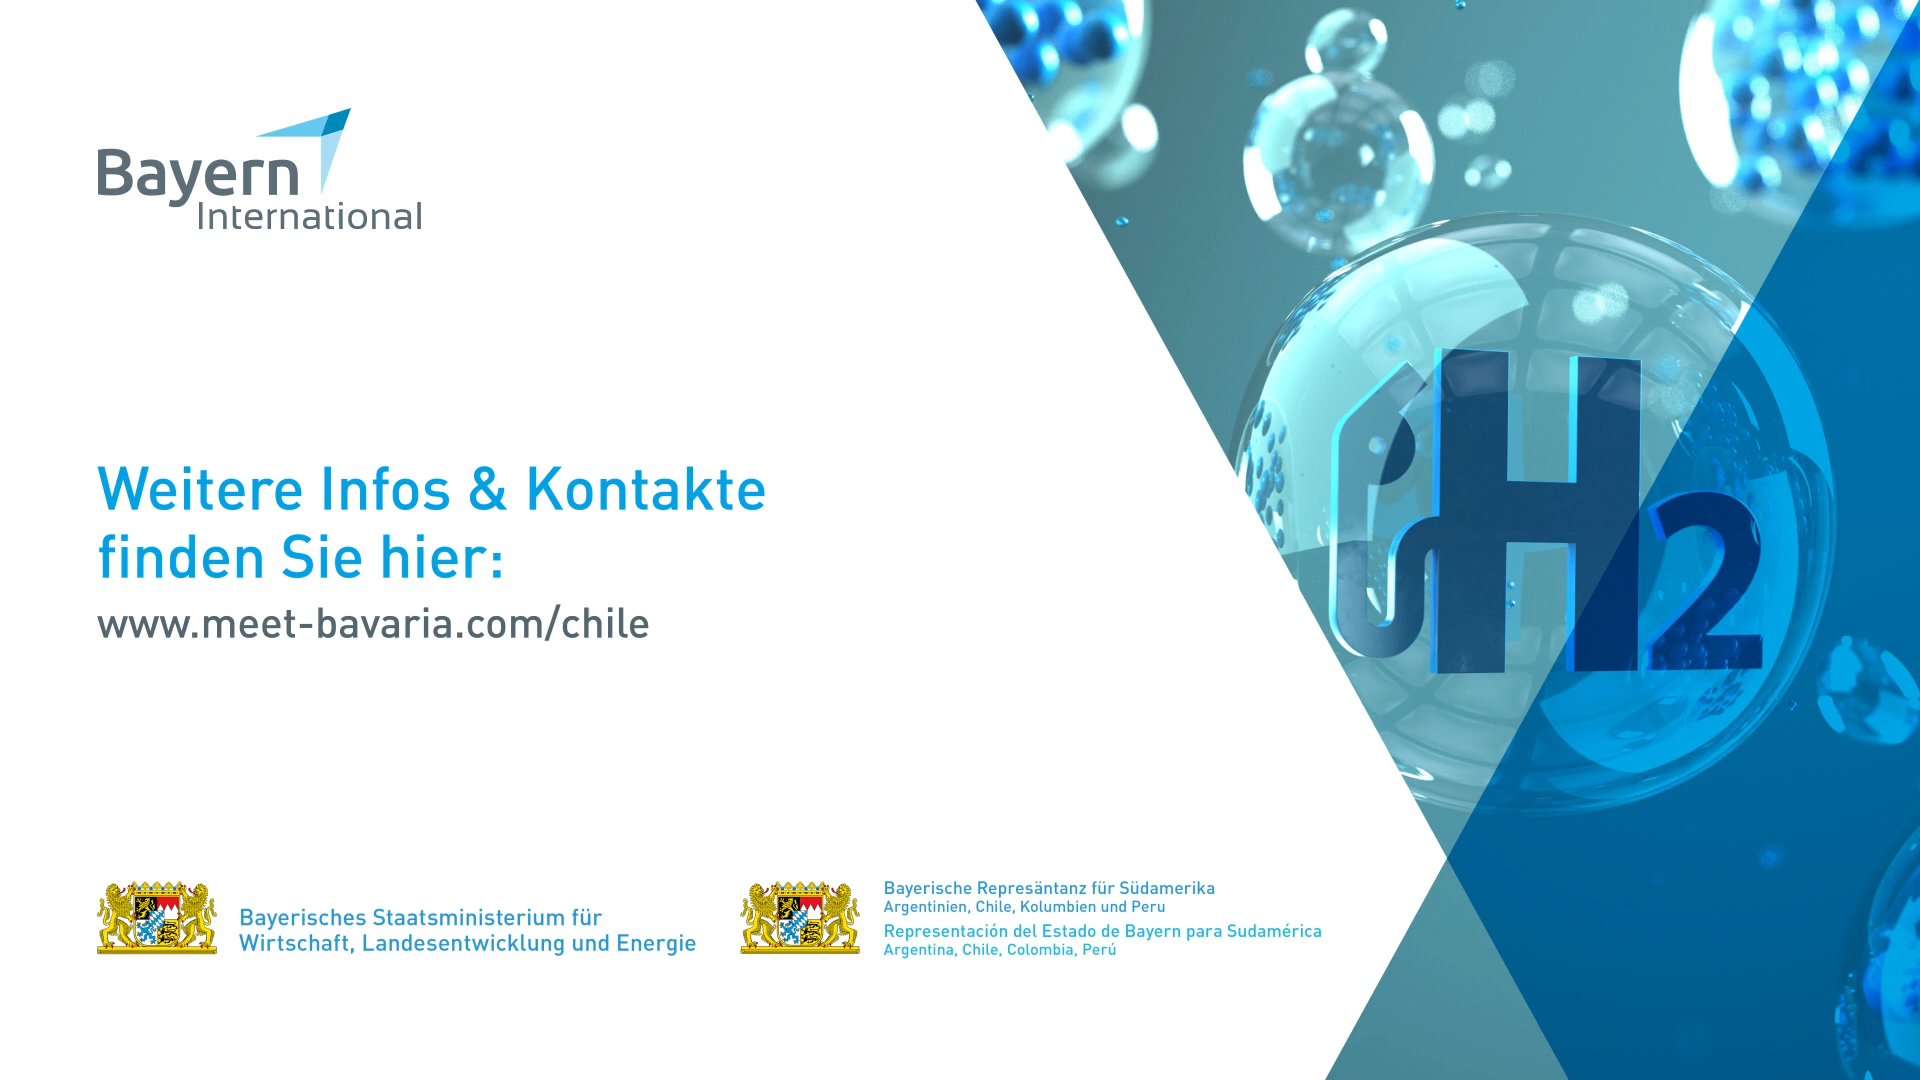 Bayern
International
Weitere Infos & Kontakte
finden Sie hier:
www.meet-bavaria.com/chile
H2
Bayerisches Staatsministerium für
Wirtschaft, Landesentwicklung und Energie
Bayerische Represäntanz für Südamerika
Argentinien, Chile, Kolumbien und Peru
Representación del Estado de Bayern para Sudamérica
Argentina, Chile, Colombia, Perú